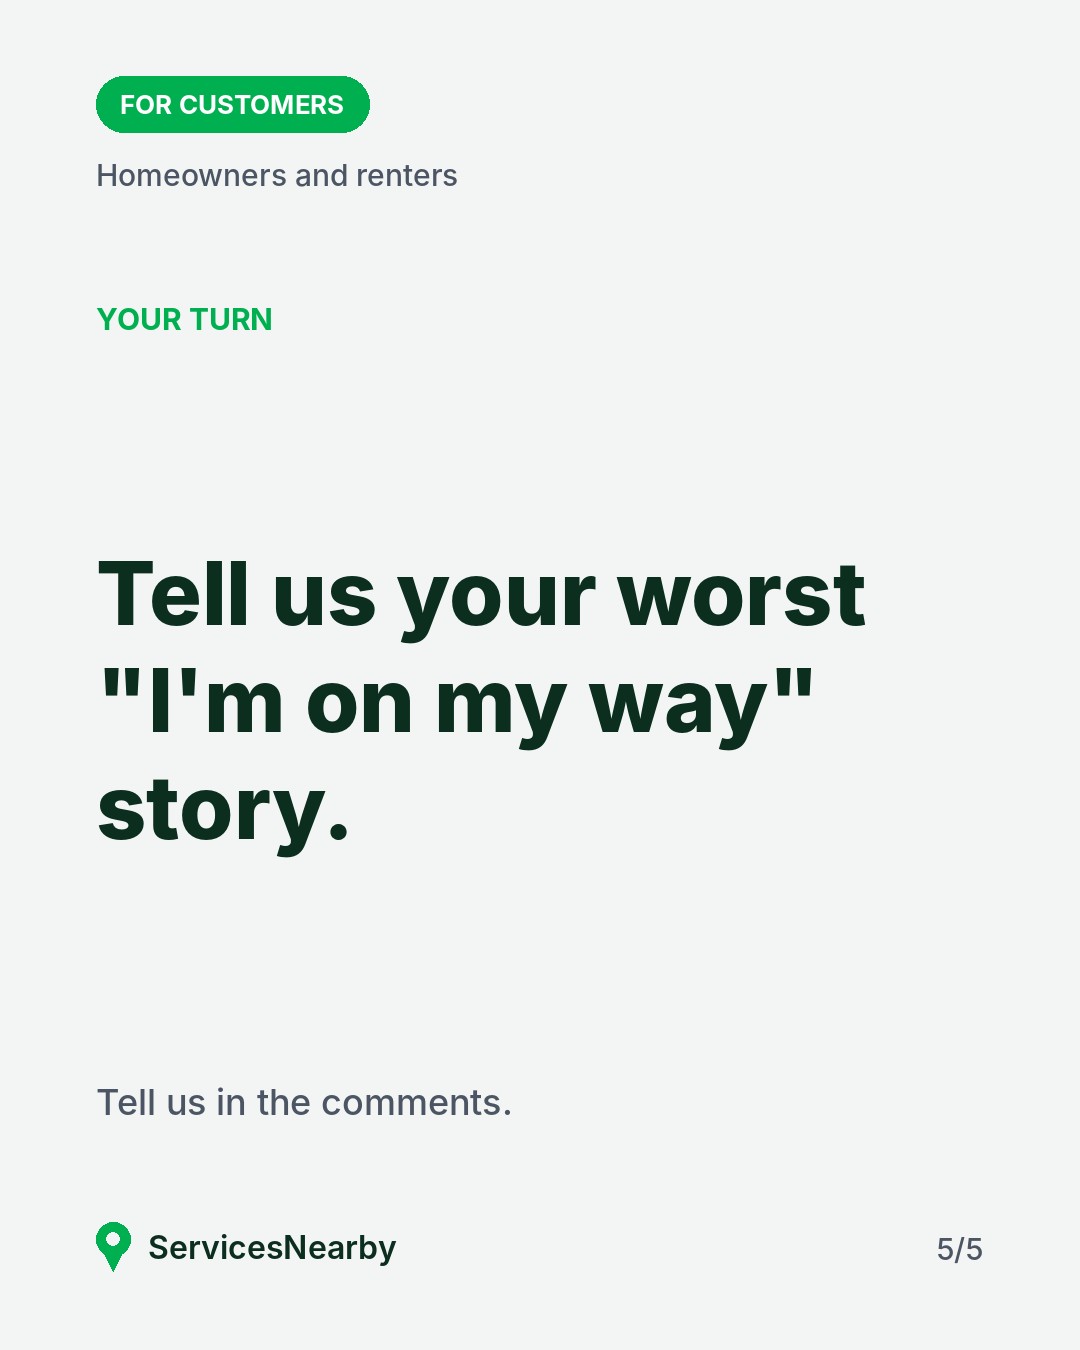 FOR CUSTOMERS
Homeowners and renters
YOUR TURN
Tell us your worst
"I'm on my way"
story.
Tell us in the comments.
ServicesNearby
5/5